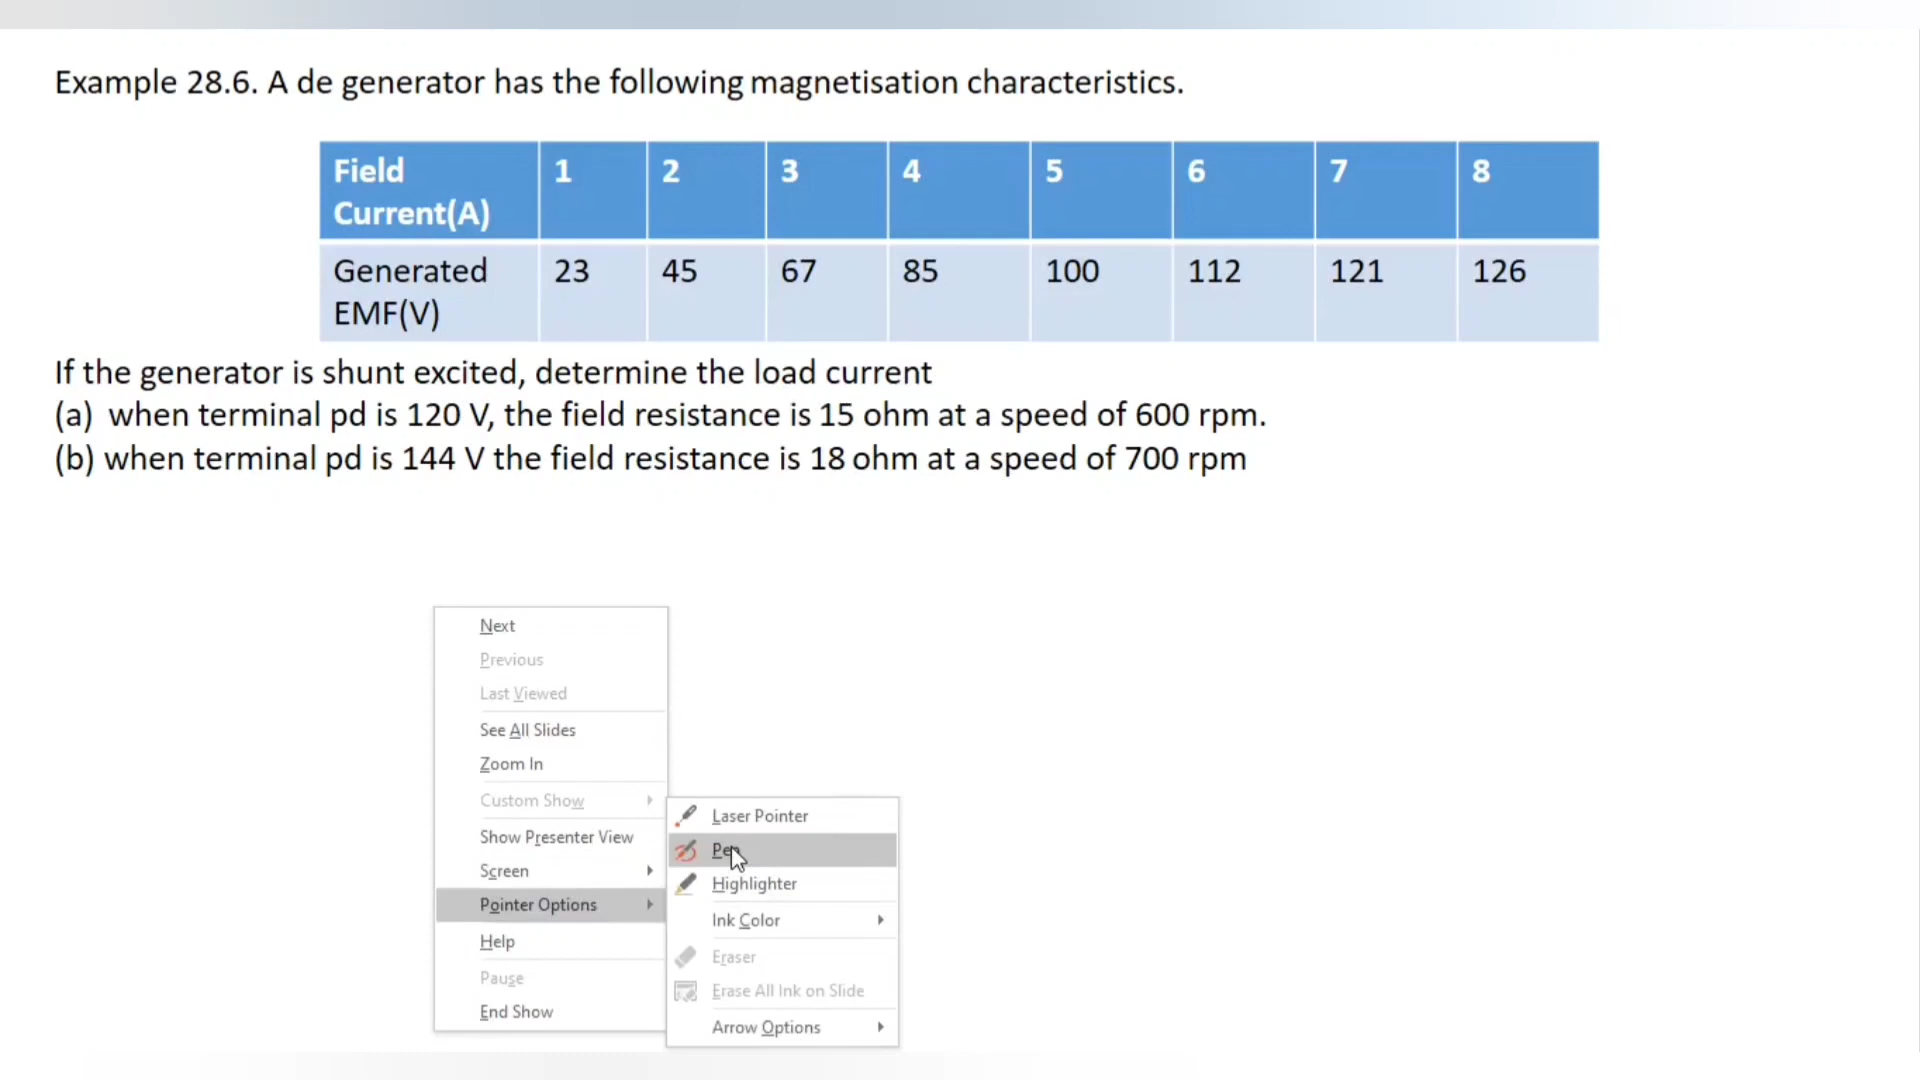 Example 28.6. A de generator has the following magnetisation characteristics.
Field Current(A) 1 2 3 4 5 6 7 8
Generated EMF(V) 23 45 67 85 100 112 121 126
If the generator is shunt excited, determine the load current
(a) when terminal pd is 120 V, the field resistance is 15 ohm at a speed of 600 rpm.
(b) when terminal pd is 144 V the field resistance is 18 ohm at a speed of 700 rpm
Next
Previous
Last Viewed
See All Slides
Zoom In
Custom Show
Show Presenter View
Screen
Pointer Options
Help
Pause
End Show
Laser Pointer
Pen
Highlighter
Ink Color
Eraser
Erase All Ink on Slide
Arrow Options